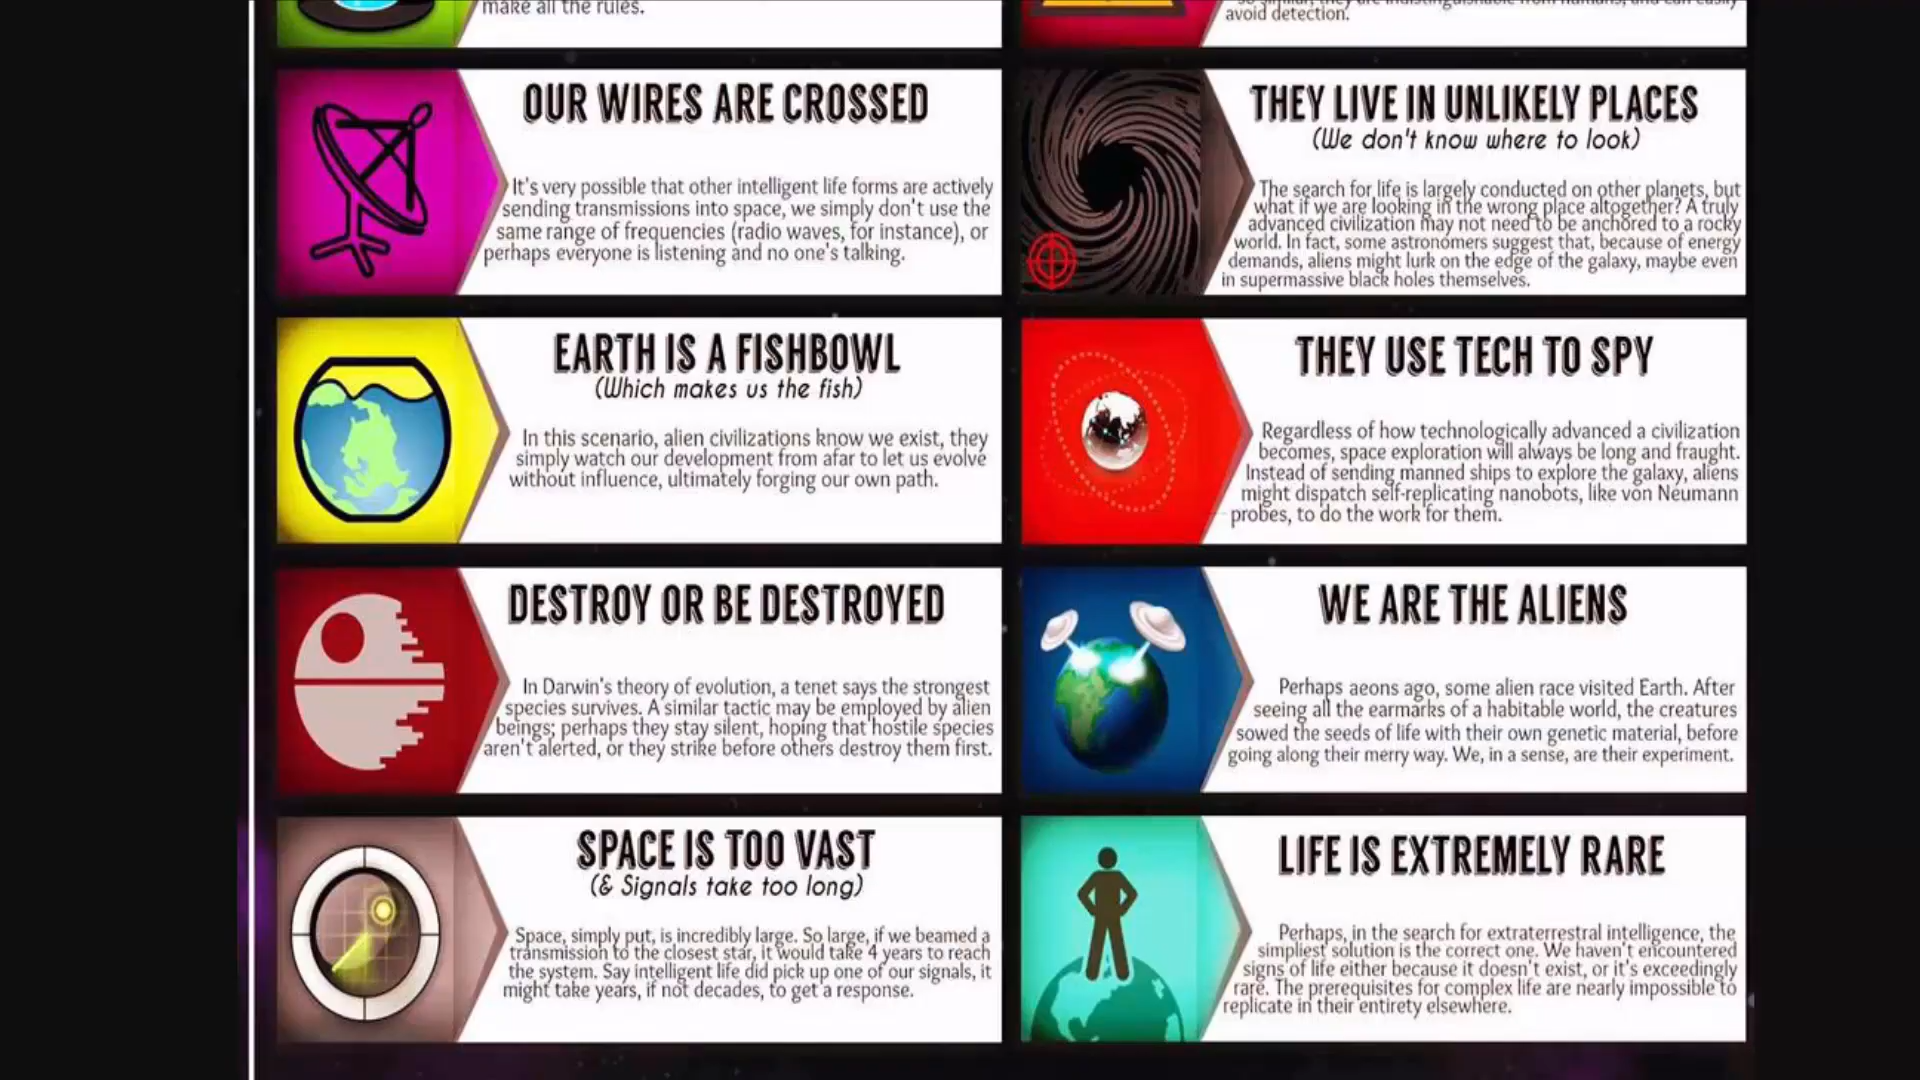 make all the rules.
avoid detection.
OUR WIRES ARE CROSSED
It's very possible that other intelligent life forms are actively
sending transmissions into space, we simply don't use the
same range of frequencies (radio waves, for instance), or
perhaps everyone is listening and no one's talking.
THEY LIVE IN UNLIKELY PLACES
(We don't know where to look)
The search for life is largely conducted on other planets, but
what if we are looking in the wrong place altogether? A truly
advanced civilization may not need to be anchored to a rocky
world. In fact, some astronomers suggest that, because of energy
demands, aliens might lurk on the edge of the galaxy, maybe even
in supermassive black holes themselves.
EARTH IS A FISHBOWL
(Which makes us the fish)
In this scenario, alien civilizations know we exist, they
simply watch our development from afar to let us evolve
without influence, ultimately forging our own path.
THEY USE TECH TO SPY
Regardless of how technologically advanced a civilization
becomes, space exploration will always be long and fraught.
Instead of sending manned ships to explore the galaxy, aliens
might dispatch self-replicating nanobots, like von Neumann
probes, to do the work for them.
DESTROY OR BE DESTROYED
In Darwin's theory of evolution, a tenet says the strongest
species survives. A similar tactic may be employed by alien
beings; perhaps they stay silent, hoping that hostile species
aren't alerted, or they strike before others destroy them first.
WE ARE THE ALIENS
Perhaps aeons ago, some alien race visited Earth. After
seeing all the earmarks of a habitable world, the creatures
sowed the seeds of life with their own genetic material, before
going along their merry way. We, in a sense, are their experiment.
SPACE IS TOO VAST
(& Signals take too long)
Space, simply put, is incredibly large. So large, if we beamed a
transmission to the closest star, it would take 4 years to reach
the system. Say intelligent life did pick up one of our signals, it
might take years, if not decades, to get a response.
LIFE IS EXTREMELY RARE
Perhaps, in the search for extraterrestral intelligence, the
simpliest solution is the correct one. We haven't encountered
signs of life either because it doesn't exist, or it's exceedingly
rare. The prerequisites for complex life are nearly impossible to
replicate in their entirety elsewhere.